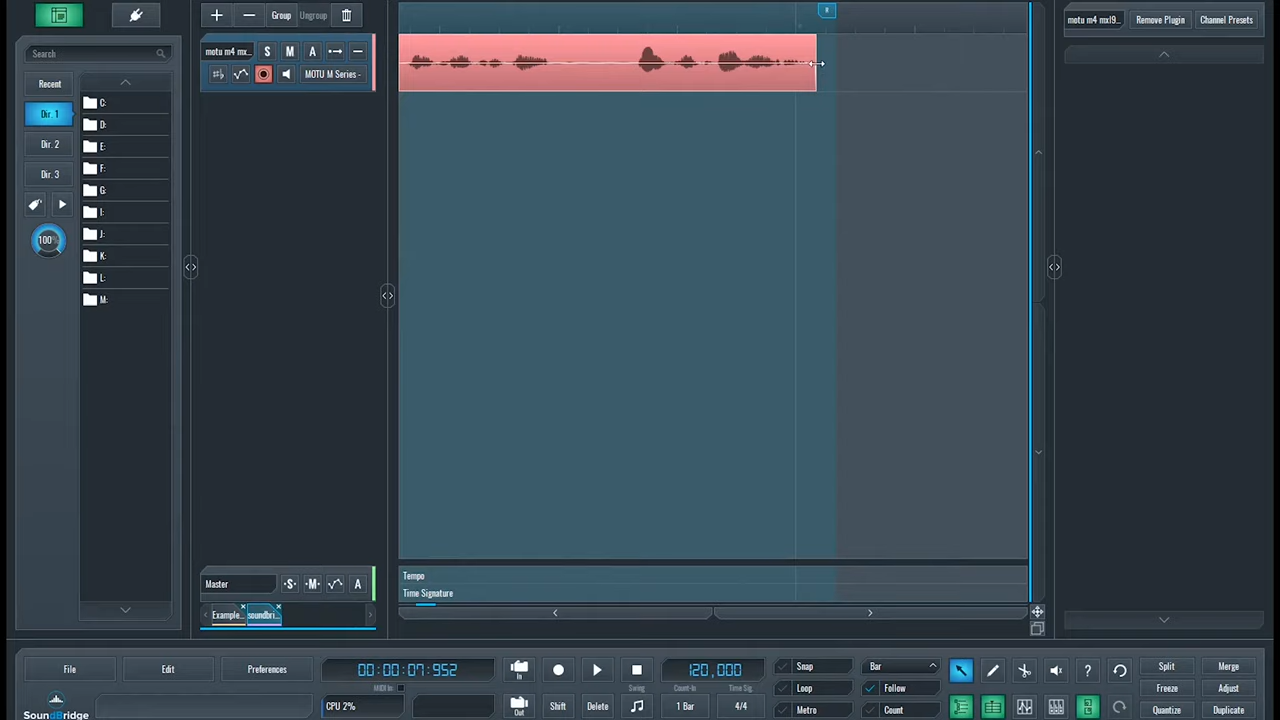 Group
Ungroup
motu m4 mxl9...
Remove Plugin
Channel Presets
Search
Recent
Dir. 1
Dir. 2
Dir. 3
100%
C:
D:
E:
F:
G:
I:
J:
K:
L:
M:
motu m4 mx...
S
M
A
MOTU M Series -
Master
·S·
·M·
A
Example...
soundbri...
Tempo
Time Signature
File
Edit
Preferences
00:00:07:952
MIDI In:
CPU 2%
In
Out
Shift
Swing
Delete
120,000
Count-In
Time Sig
1 Bar
4/4
Snap
Loop
Metro
Bar
Follow
Count
?
Split
Merge
Freeze
Adjust
Quantize
Duplicate
SoundBridge